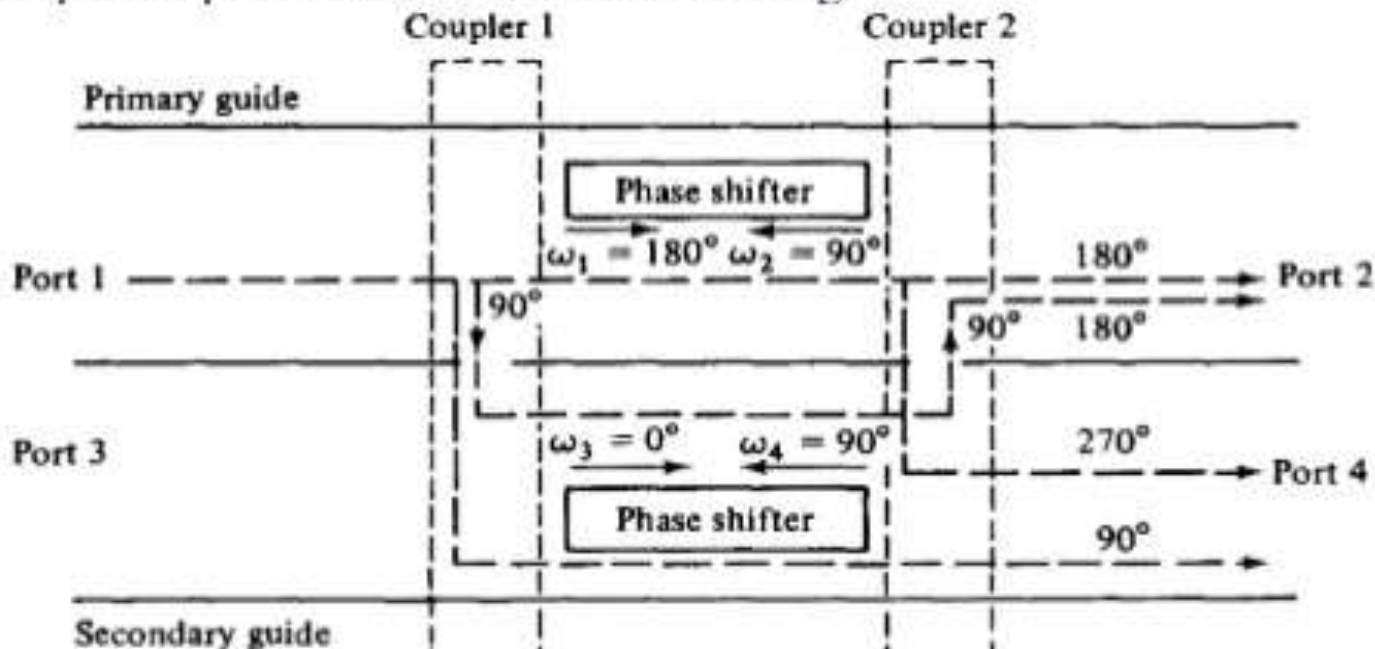 Coupler 1 Coupler 2
Primary guide
Phase shifter
ω₁ = 180° ω₂ = 90°
180°
Port 1
Port 2
90°
90°
180°
Port 3
ω₃ = 0° ω₄ = 90°
270°
Port 4
Phase shifter
90°
Secondary guide